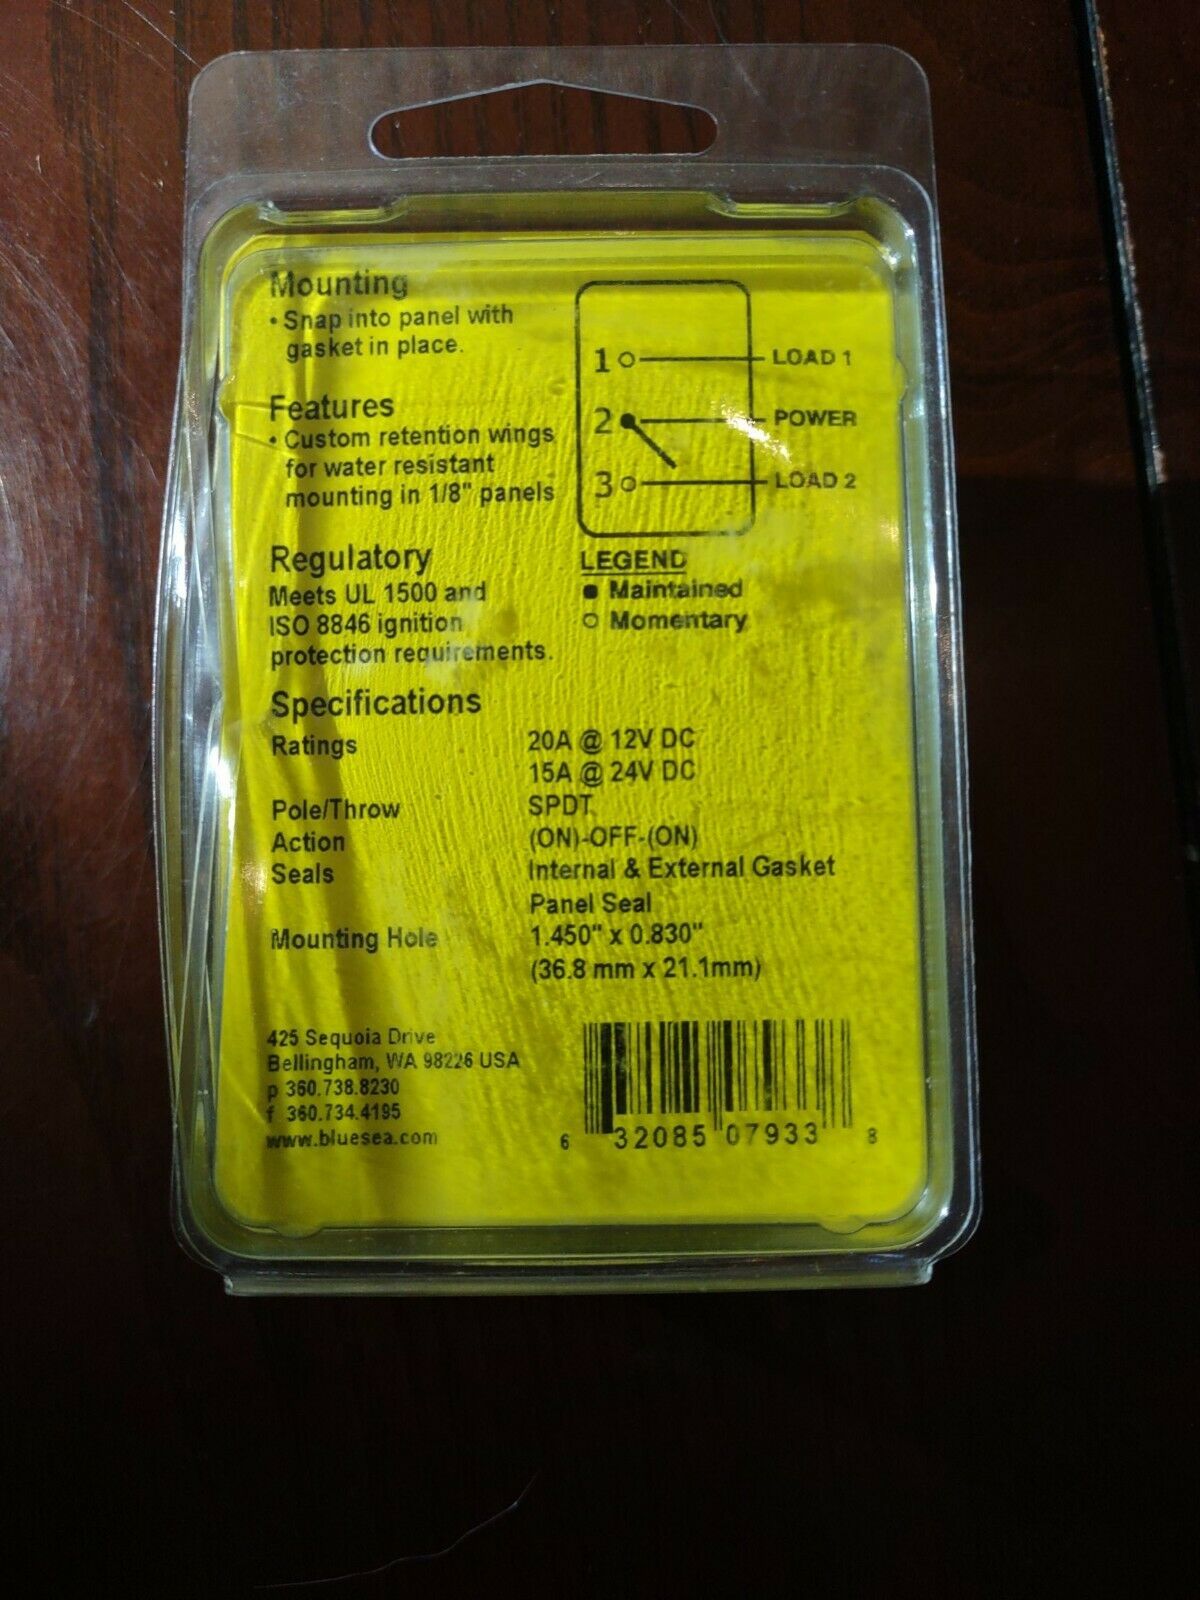 Mounting
• Snap into panel with
gasket in place.
Features
• Custom retention wings
for water resistant
mounting in 1/8" panels
Regulatory
Meets UL 1500 and
ISO 8846 ignition
protection requirements.
1 LOAD 1
2 POWER
3 LOAD 2
LEGEND
● Maintained
○ Momentary
Specifications
Ratings 20A @ 12V DC
15A @ 24V DC
Pole/Throw SPDT
Action (ON)-OFF-(ON)
Seals Internal & External Gasket
Panel Seal
Mounting Hole 1.450" x 0.830"
(36.8 mm x 21.1mm)
425 Sequoia Drive
Bellingham, WA 98226 USA
p 360.738.8230
f 360.734.4195
www.bluesea.com
6 32085 07933 8